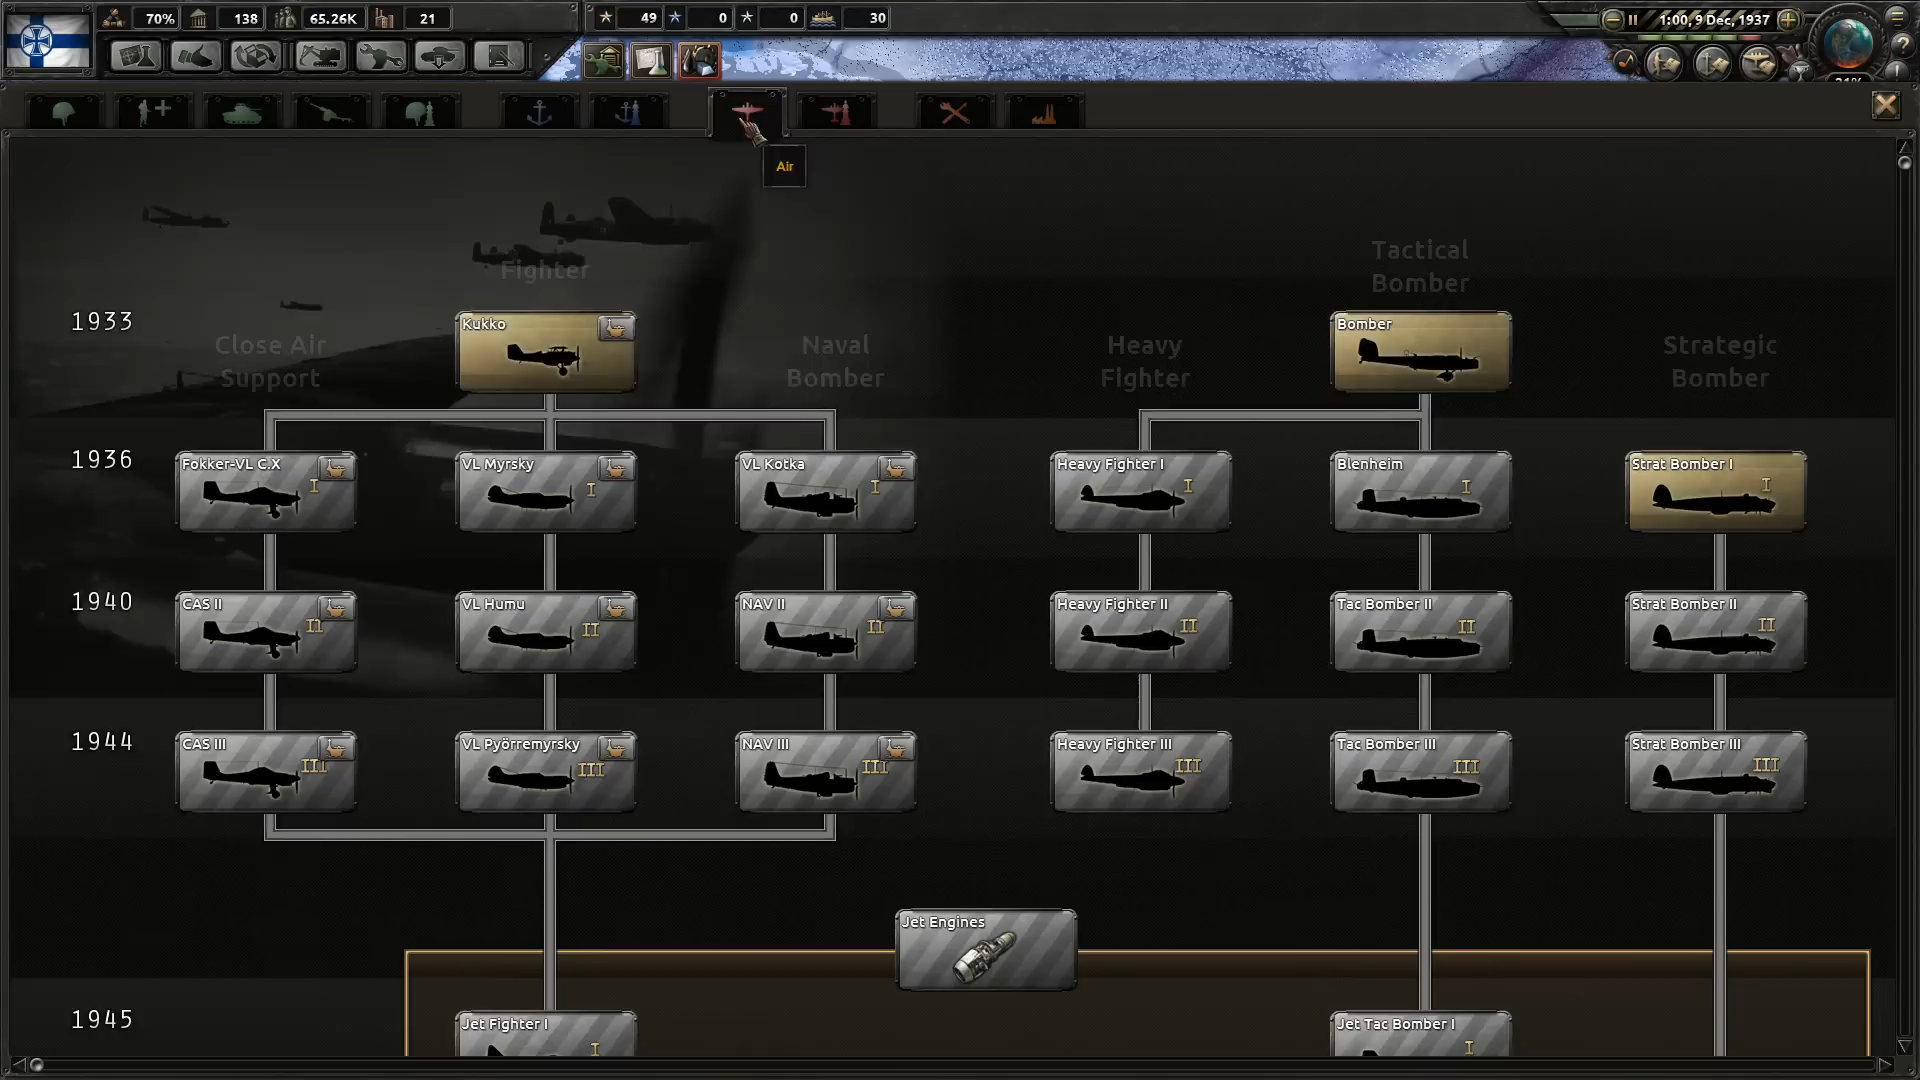 70%
138
65.26K
21
49
0
0
30
1:00, 9 Dec, 1937
Air
Fighter
Tactical
Bomber
1933
Kukko
Bomber
Close Air
Support
Naval
Bomber
Heavy
Fighter
Strategic
Bomber
1936
Fokker-VL C.X
I
VL Myrsky
I
VL Kotka
I
Heavy Fighter I
I
Blenheim
I
Strat Bomber I
I
1940
CAS II
II
VL Humu
II
NAV II
II
Heavy Fighter II
II
Tac Bomber II
II
Strat Bomber II
II
1944
CAS III
III
VL Pyörremyrsky
III
NAV III
III
Heavy Fighter III
III
Tac Bomber III
III
Strat Bomber III
III
Jet Engines
1945
Jet Fighter I
I
Jet Tac Bomber I
I